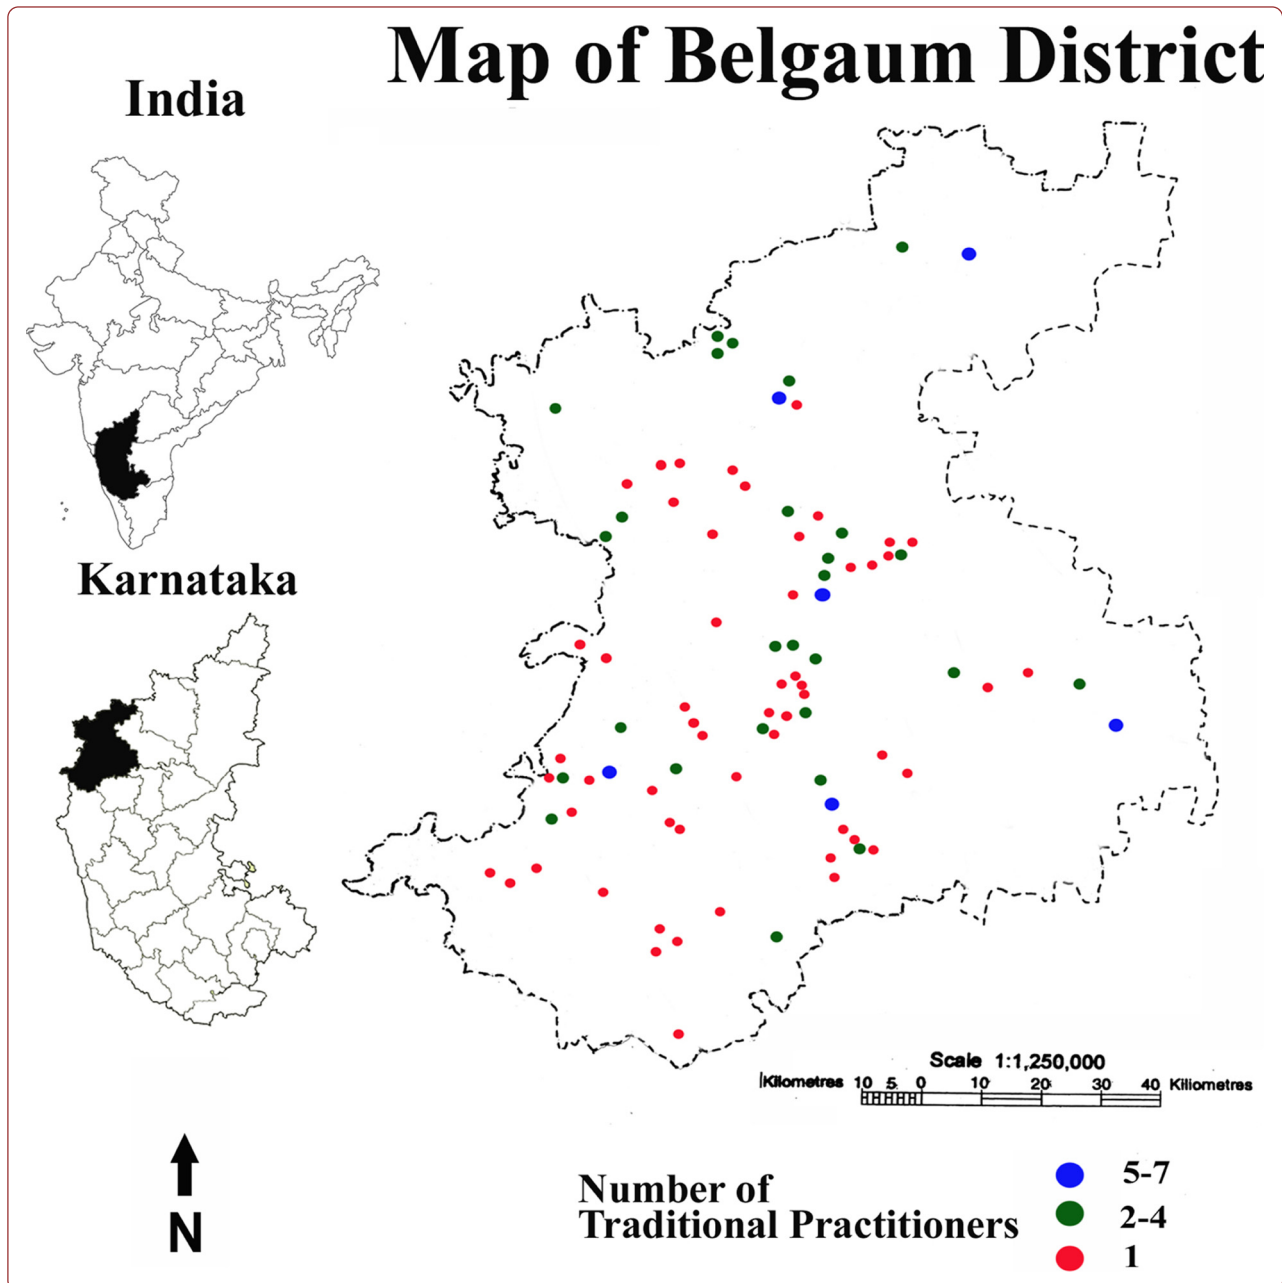 Map of Belgaum District
India
Karnataka
Scale 1:1,250,000
Kilometres 10 5 0 10 20 30 40 Kiliometres
N
Number of
Traditional Practitioners
5-7
2-4
1